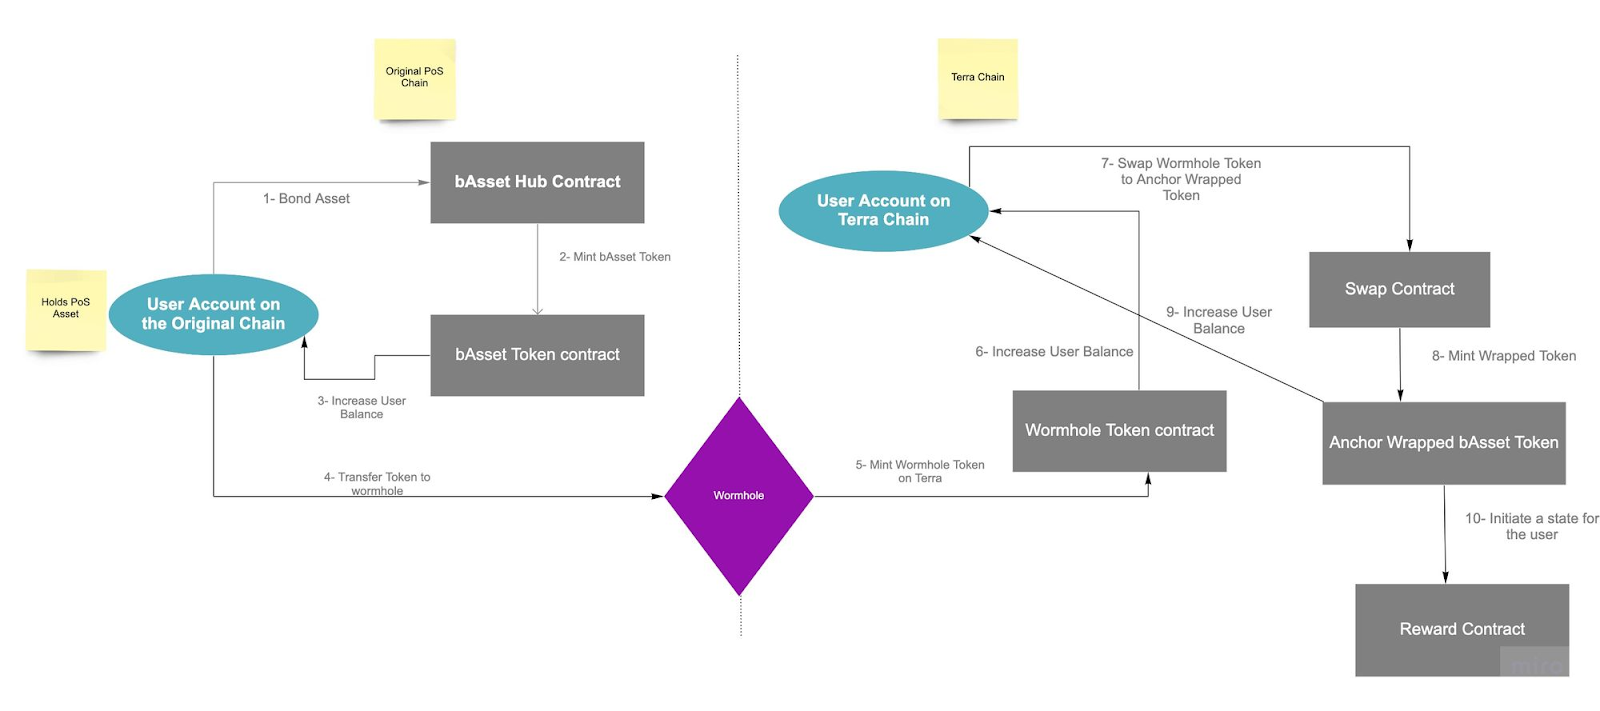 Original PoS
Chain
Terra Chain
bAsset Hub Contract
1- Bond Asset
7- Swap Wormhole Token
to Anchor Wrapped
Token
User Account on
Terra Chain
2- Mint bAsset Token
Swap Contract
Holds PoS
Asset
User Account on
the Original Chain
9- Increase User
Balance
bAsset Token contract
6- Increase User Balance
8- Mint Wrapped Token
3- Increase User
Balance
Wormhole Token contract
Anchor Wrapped bAsset Token
4- Transfer Token to
wormhole
Wormhole
5- Mint Wormhole Token
on Terra
10- Initiate a state for
the user
Reward Contract
miro